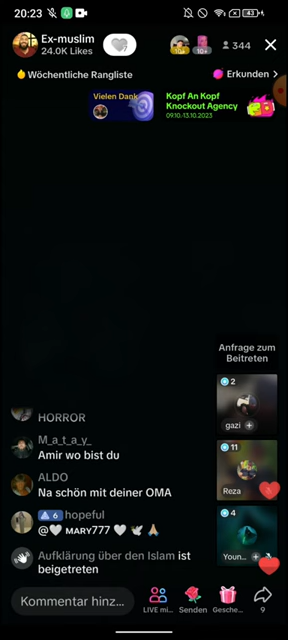 20:23
43
Ex-muslim
24.0K Likes
10+
10+
344
Wöchentliche Rangliste
Erkunden
Vielen Dank
Kopf An Kopf
Knockout Agency
09.10.-13.10.2023
Anfrage zum
Beitreten
2
gazi
11
Reza
4
Youn...
HORROR
M_a_t_a_y_
Amir wo bist du
ALDO
Na schön mit deiner OMA
6 hopeful
@🤍 ᴍᴀʀʏ777 🤍 🕊️ 🙏🏼
Aufklärung über den Islam ist
beigetreten
Kommentar hinz...
LIVE mi...
Senden
Gesche...
9